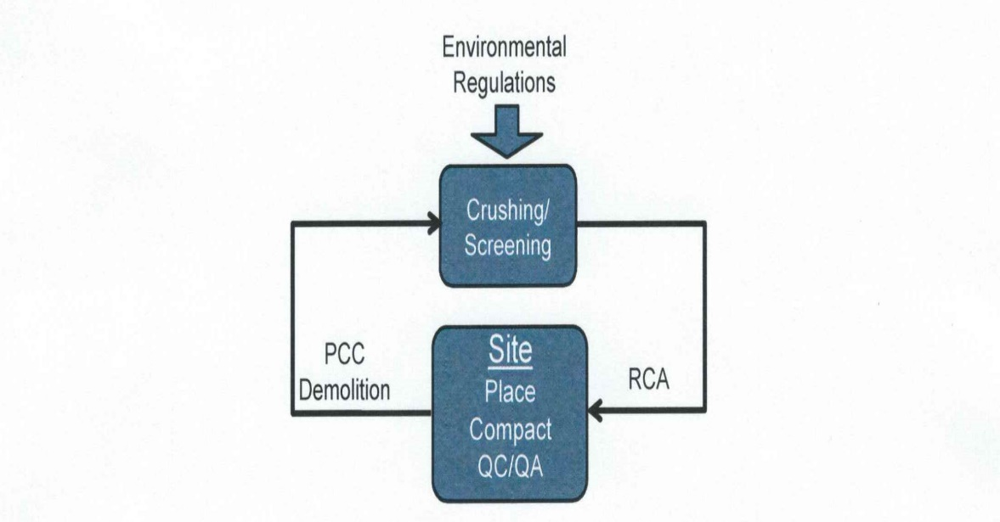 Environmental
Regulations
Crushing/
Screening
PCC
Demolition
Site
Place
Compact
QC/QA
RCA